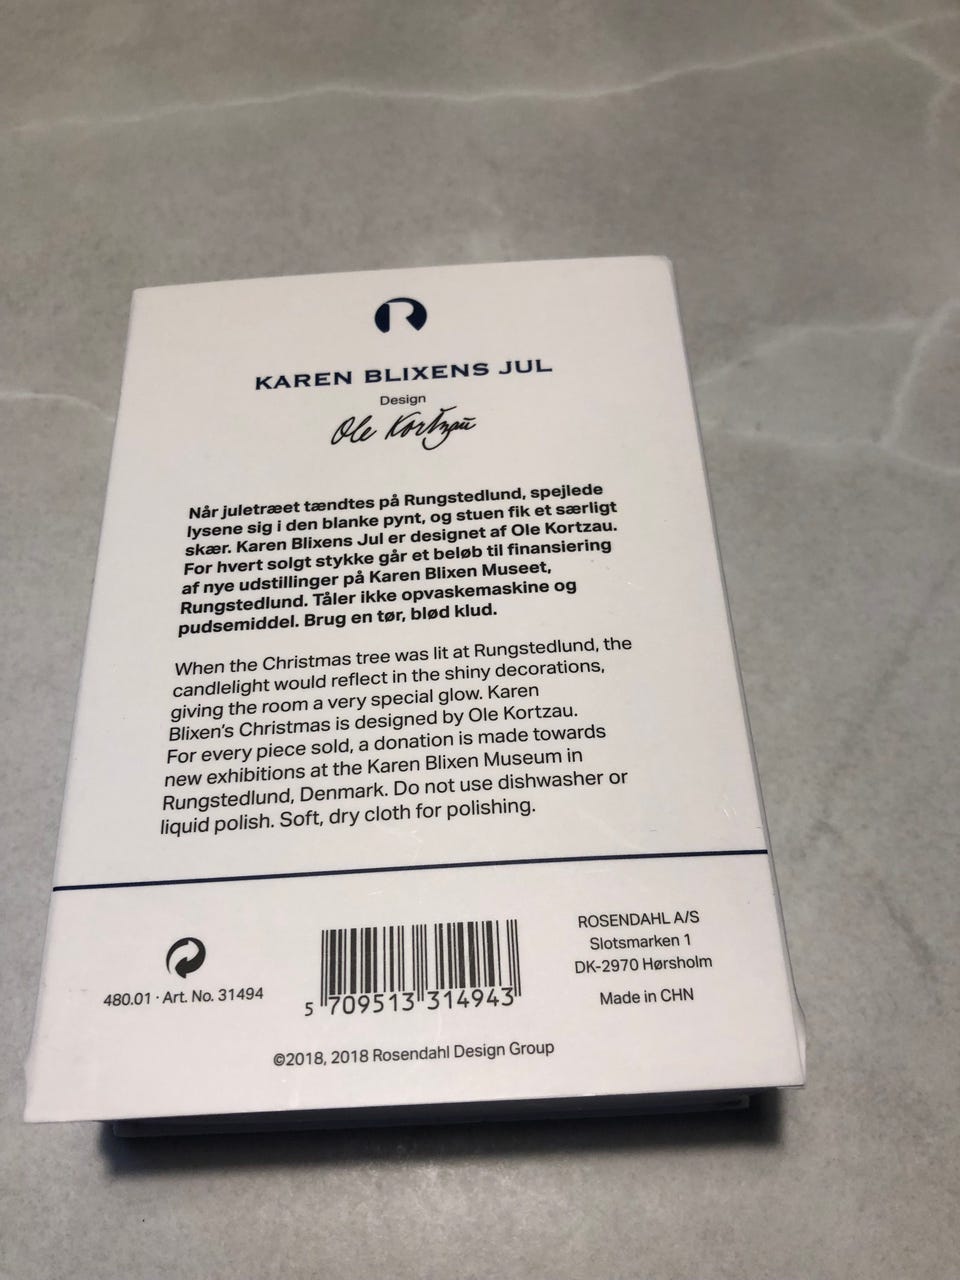 R
KAREN BLIXENS JUL
Design
Ole Kortzau
Når juletræet tændtes på Rungstedlund, spejlede
lysene sig i den blanke pynt, og stuen fik et særligt
skær. Karen Blixens Jul er designet af Ole Kortzau.
For hvert solgt stykke går et beløb til finansiering
af nye udstillinger på Karen Blixen Museet,
Rungstedlund. Tåler ikke opvaskemaskine og
pudsemiddel. Brug en tør, blød klud.
When the Christmas tree was lit at Rungstedlund, the
candlelight would reflect in the shiny decorations,
giving the room a very special glow. Karen
Blixen's Christmas is designed by Ole Kortzau.
For every piece sold, a donation is made towards
new exhibitions at the Karen Blixen Museum in
Rungstedlund, Denmark. Do not use dishwasher or
liquid polish. Soft, dry cloth for polishing.
480.01 · Art. No. 31494
5 709513 314943
ROSENDAHL A/S
Slotsmarken 1
DK-2970 Hørsholm
Made in CHN
©2018, 2018 Rosendahl Design Group